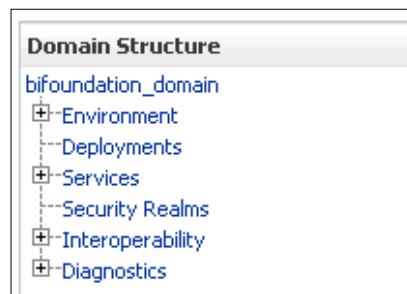 Domain Structure
bifoundation_domain
Environment
Deployments
Services
Security Realms
Interoperability
Diagnostics